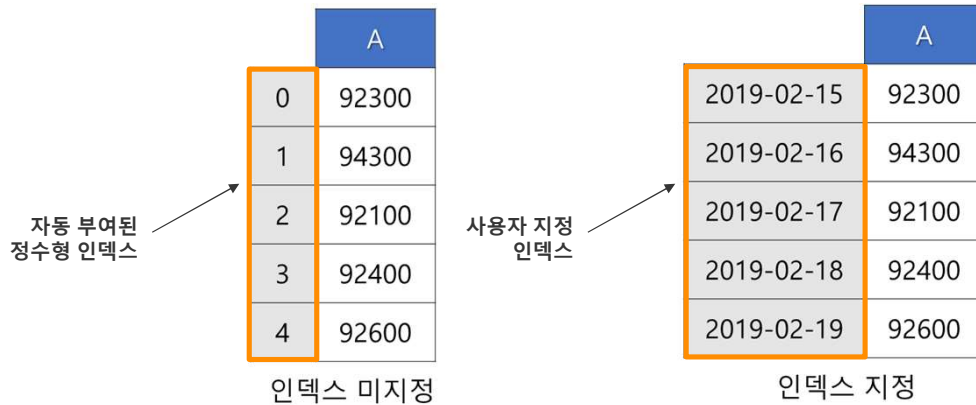 A
0 92300
1 94300
2 92100
3 92400
4 92600
자동 부여된
정수형 인덱스
인덱스 미지정
A
2019-02-15 92300
2019-02-16 94300
2019-02-17 92100
2019-02-18 92400
2019-02-19 92600
사용자 지정
인덱스
인덱스 지정